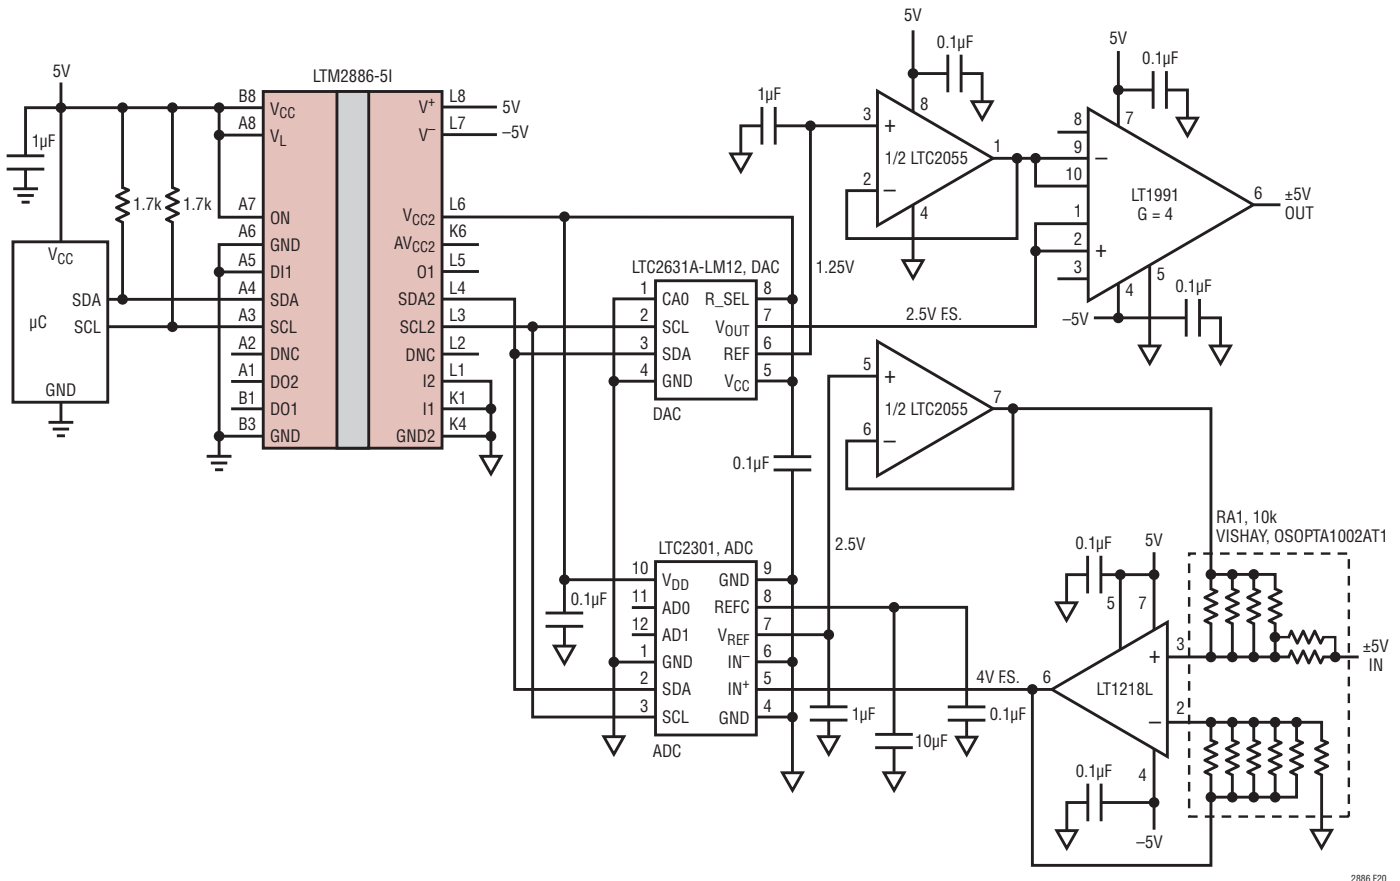 5V
1µF
1.7k
1.7k
VCC
SDA
SCL
µC
GND
LTM2886-5I
B8 VCC
A8 VL
A7 ON
A6 GND
A5 DI1
A4 SDA
A3 SCL
A2 DNC
A1 DO2
B1 DO1
B3 GND
V+ L8 5V
V– L7 –5V
VCC2 L6
AVCC2 K6
O1 L5
SDA2 L4
SCL2 L3
DNC L2
I2 L1
I1 K1
GND2 K4
LTC2631A-LM12, DAC
1 CA0
2 SCL
3 SDA
4 GND
R_SEL 8
VOUT 7
REF 6
VCC 5
DAC
1.25V
2.5V F.S.
0.1µF
LTC2301, ADC
10 VDD
11 AD0
12 AD1
1 GND
2 SDA
3 SCL
GND 9
REFC 8
VREF 7
IN– 6
IN+ 5
GND 4
ADC
0.1µF
2.5V
4V F.S.
1µF
10µF
0.1µF
1µF
5V
0.1µF
8
3 +
1/2 LTC2055
2 –
1
4
5V
0.1µF
7
8
9 –
10
1
2 +
3
LT1991
G = 4
6 ±5V
OUT
5
4
–5V
0.1µF
5 +
1/2 LTC2055
6 –
7
RA1, 10k
VISHAY, OSOPTA1002AT1
5V
0.1µF
5 7
+ 3
LT1218L
6
– 2
4
0.1µF
–5V
±5V
IN
2886 F20